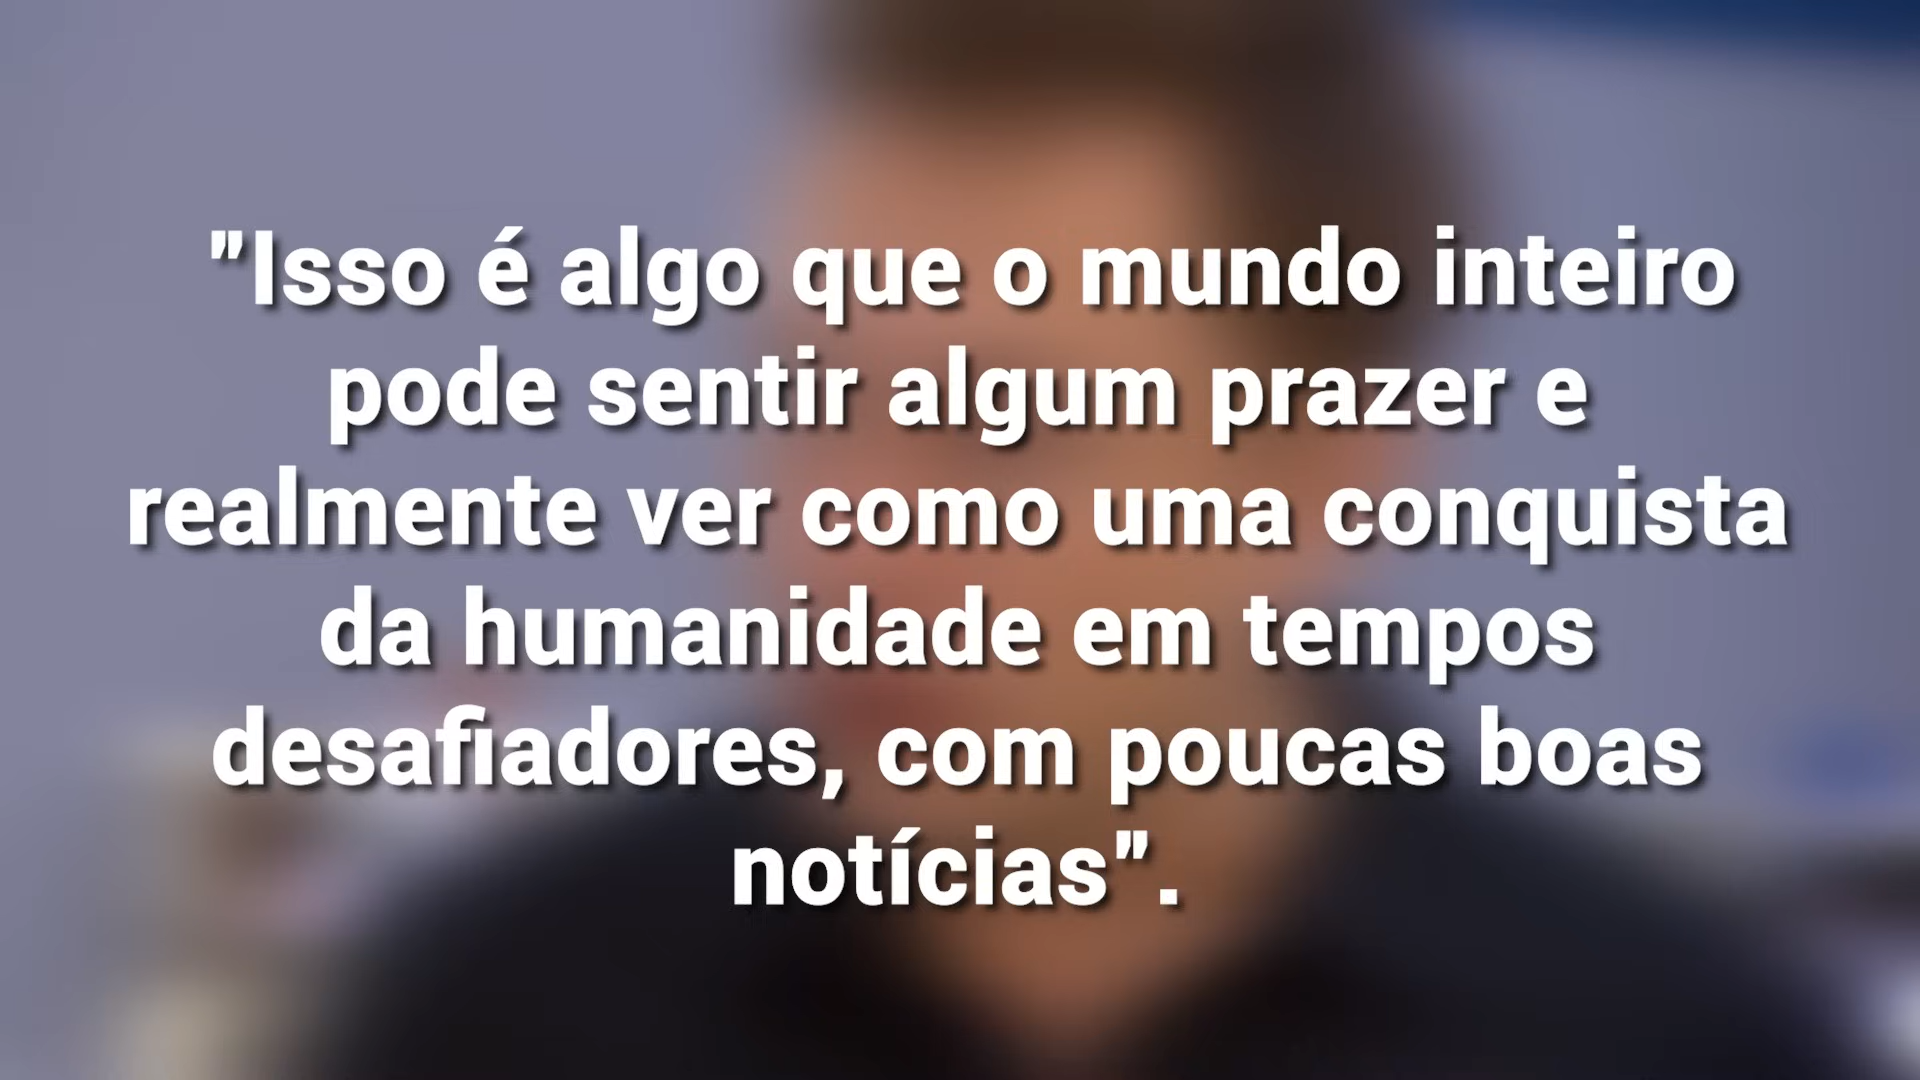 "Isso é algo que o mundo inteiro
pode sentir algum prazer e
realmente ver como uma conquista
da humanidade em tempos
desafiadores, com poucas boas
notícias".